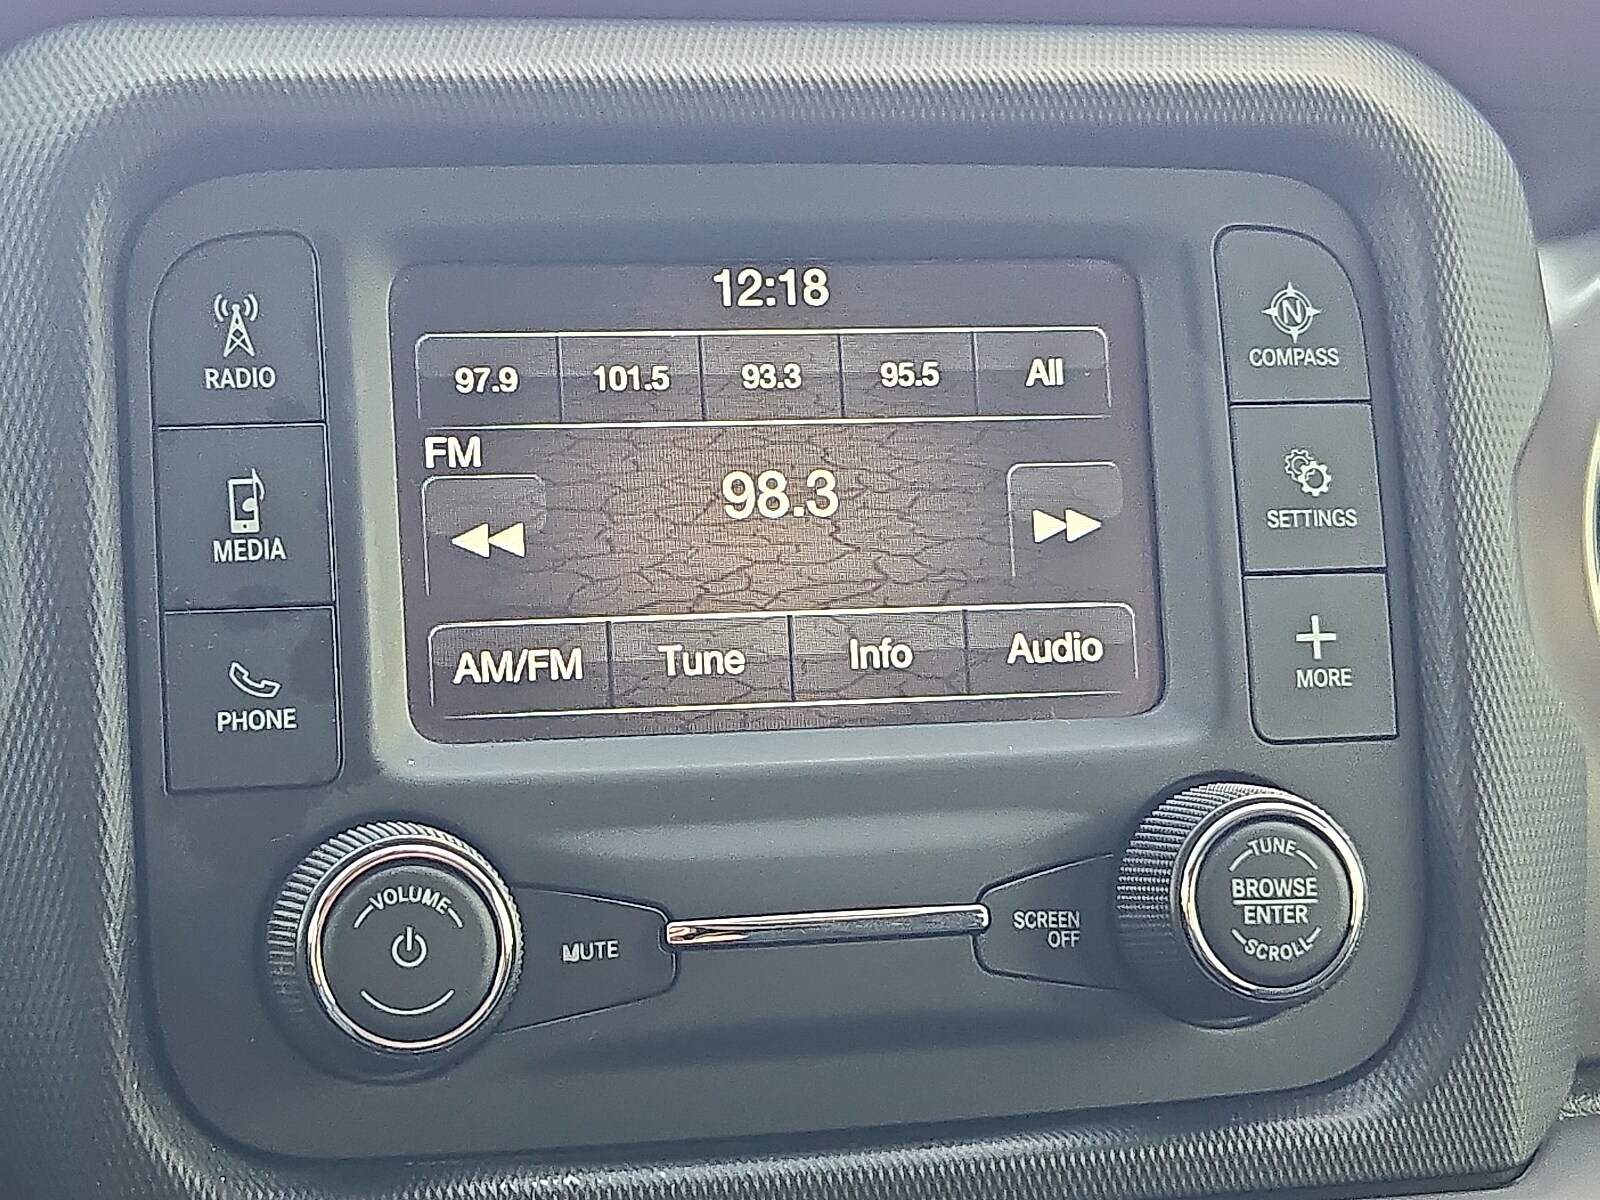 12:18
97.9 101.5 93.3 95.5 All
FM
98.3
AM/FM Tune Info Audio
RADIO
MEDIA
PHONE
N
COMPASS
SETTINGS
MORE
VOLUME
MUTE
SCREEN
OFF
TUNE
BROWSE
ENTER
SCROLL